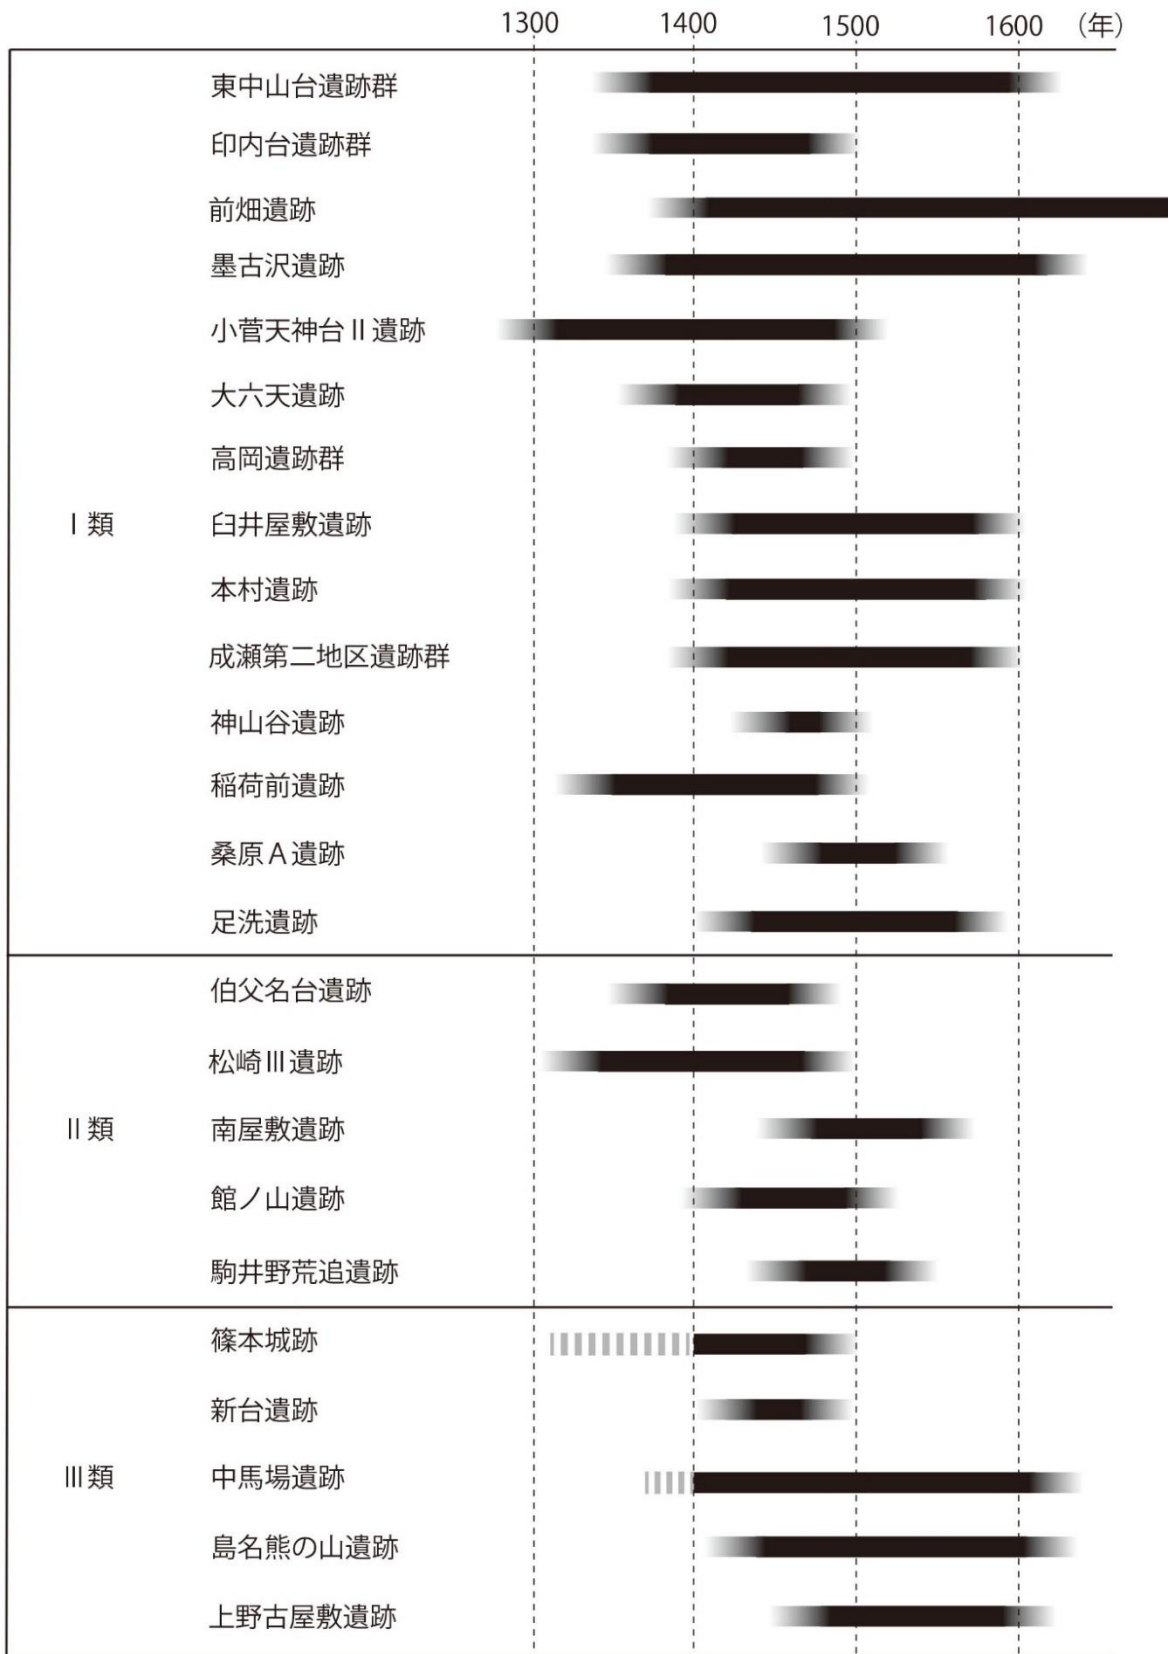 1300 1400 1500 1600 (年)
東中山台遺跡群
印内台遺跡群
前畑遺跡
墨古沢遺跡
小菅天神台Ⅱ遺跡
大六天遺跡
高岡遺跡群
Ⅰ類 臼井屋敷遺跡
本村遺跡
成瀬第二地区遺跡群
神山谷遺跡
稲荷前遺跡
桑原A遺跡
足洗遺跡
伯父名台遺跡
松崎Ⅲ遺跡
Ⅱ類 南屋敷遺跡
館ノ山遺跡
駒井野荒追遺跡
篠本城跡
新台遺跡
Ⅲ類 中馬場遺跡
島名熊の山遺跡
上野古屋敷遺跡